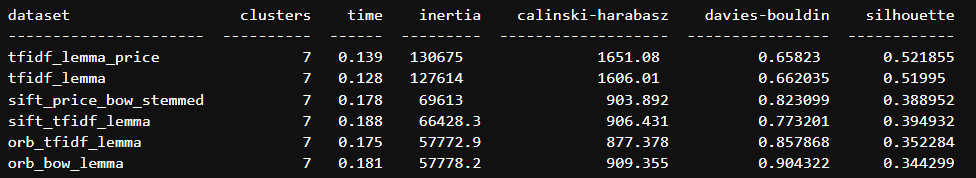 dataset clusters time inertia calinski-harabasz davies-bouldin silhouette
---------------------- ---------- ------ --------- ------------------- ---------------- ------------
tfidf_lemma_price 7 0.139 130675 1651.08 0.65823 0.521855
tfidf_lemma 7 0.128 127614 1606.01 0.662035 0.51995
sift_price_bow_stemmed 7 0.178 69613 903.892 0.823099 0.388952
sift_tfidf_lemma 7 0.188 66428.3 906.431 0.773201 0.394932
orb_tfidf_lemma 7 0.175 57772.9 877.378 0.857868 0.352284
orb_bow_lemma 7 0.181 57778.2 909.355 0.904322 0.344299